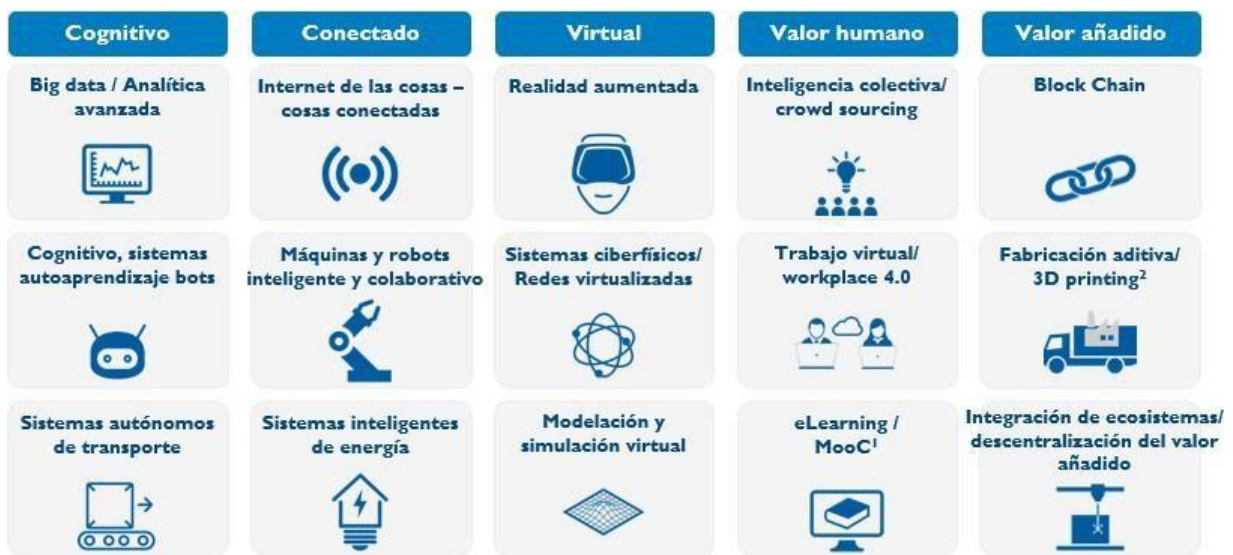 Cognitivo
Conectado
Virtual
Valor humano
Valor añadido
Big data / Analítica
avanzada
Internet de las cosas –
cosas conectadas
Realidad aumentada
Inteligencia colectiva/
crowd sourcing
Block Chain
Cognitivo, sistemas
autoaprendizaje bots
Máquinas y robots
inteligente y colaborativo
Sistemas ciberfísicos/
Redes virtualizadas
Trabajo virtual/
workplace 4.0
Fabricación aditiva/
3D printing²
Sistemas autónomos
de transporte
Sistemas inteligentes
de energía
Modelación y
simulación virtual
eLearning /
MooC¹
Integración de ecosistemas/
descentralización del valor
añadido